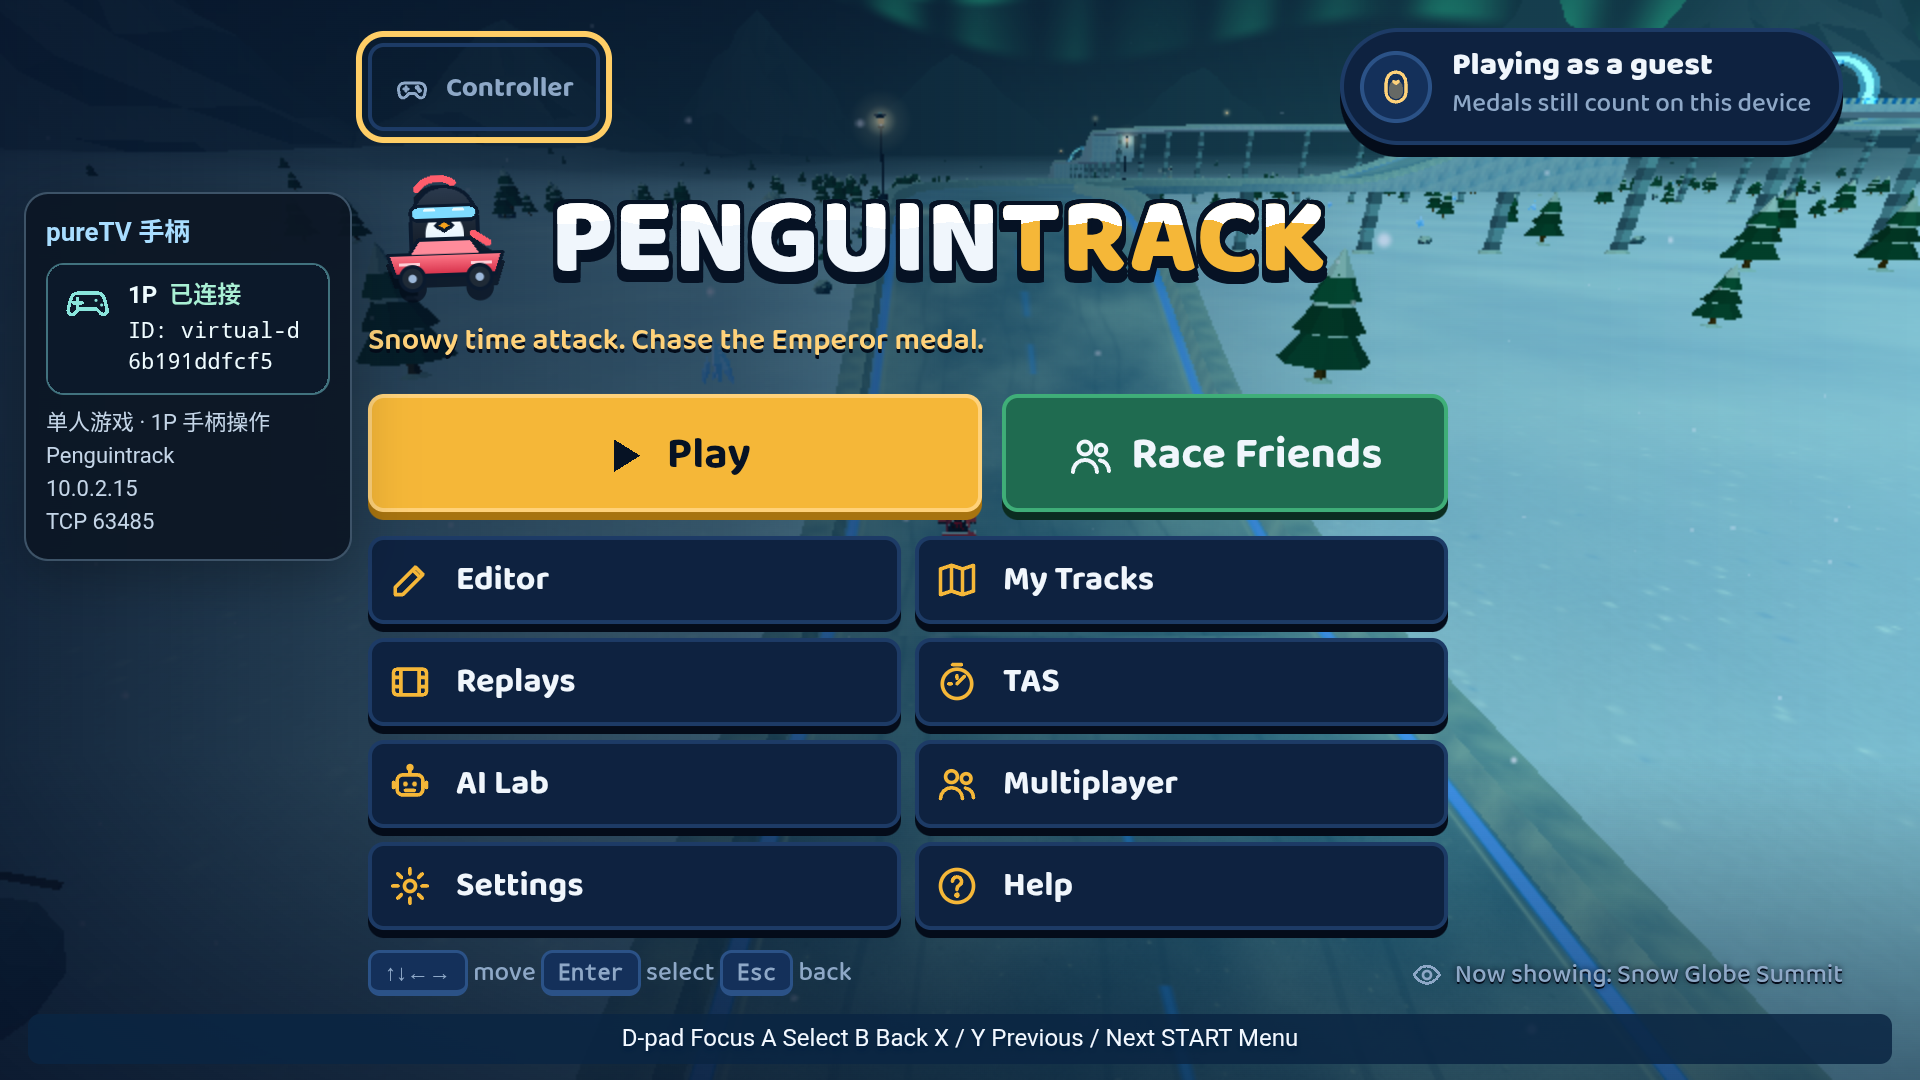 Controller
Playing as a guest
Medals still count on this device
pureTV 手柄
1P 已连接
ID: virtual-d
6b191ddfcf5
单人游戏 · 1P 手柄操作
Penguintrack
10.0.2.15
TCP 63485
PENGUINTRACK
Snowy time attack. Chase the Emperor medal.
Play
Race Friends
Editor
My Tracks
Replays
TAS
AI Lab
Multiplayer
Settings
Help
↑↓←→ move Enter select Esc back
Now showing: Snow Globe Summit
D-pad Focus A Select B Back X / Y Previous / Next START Menu